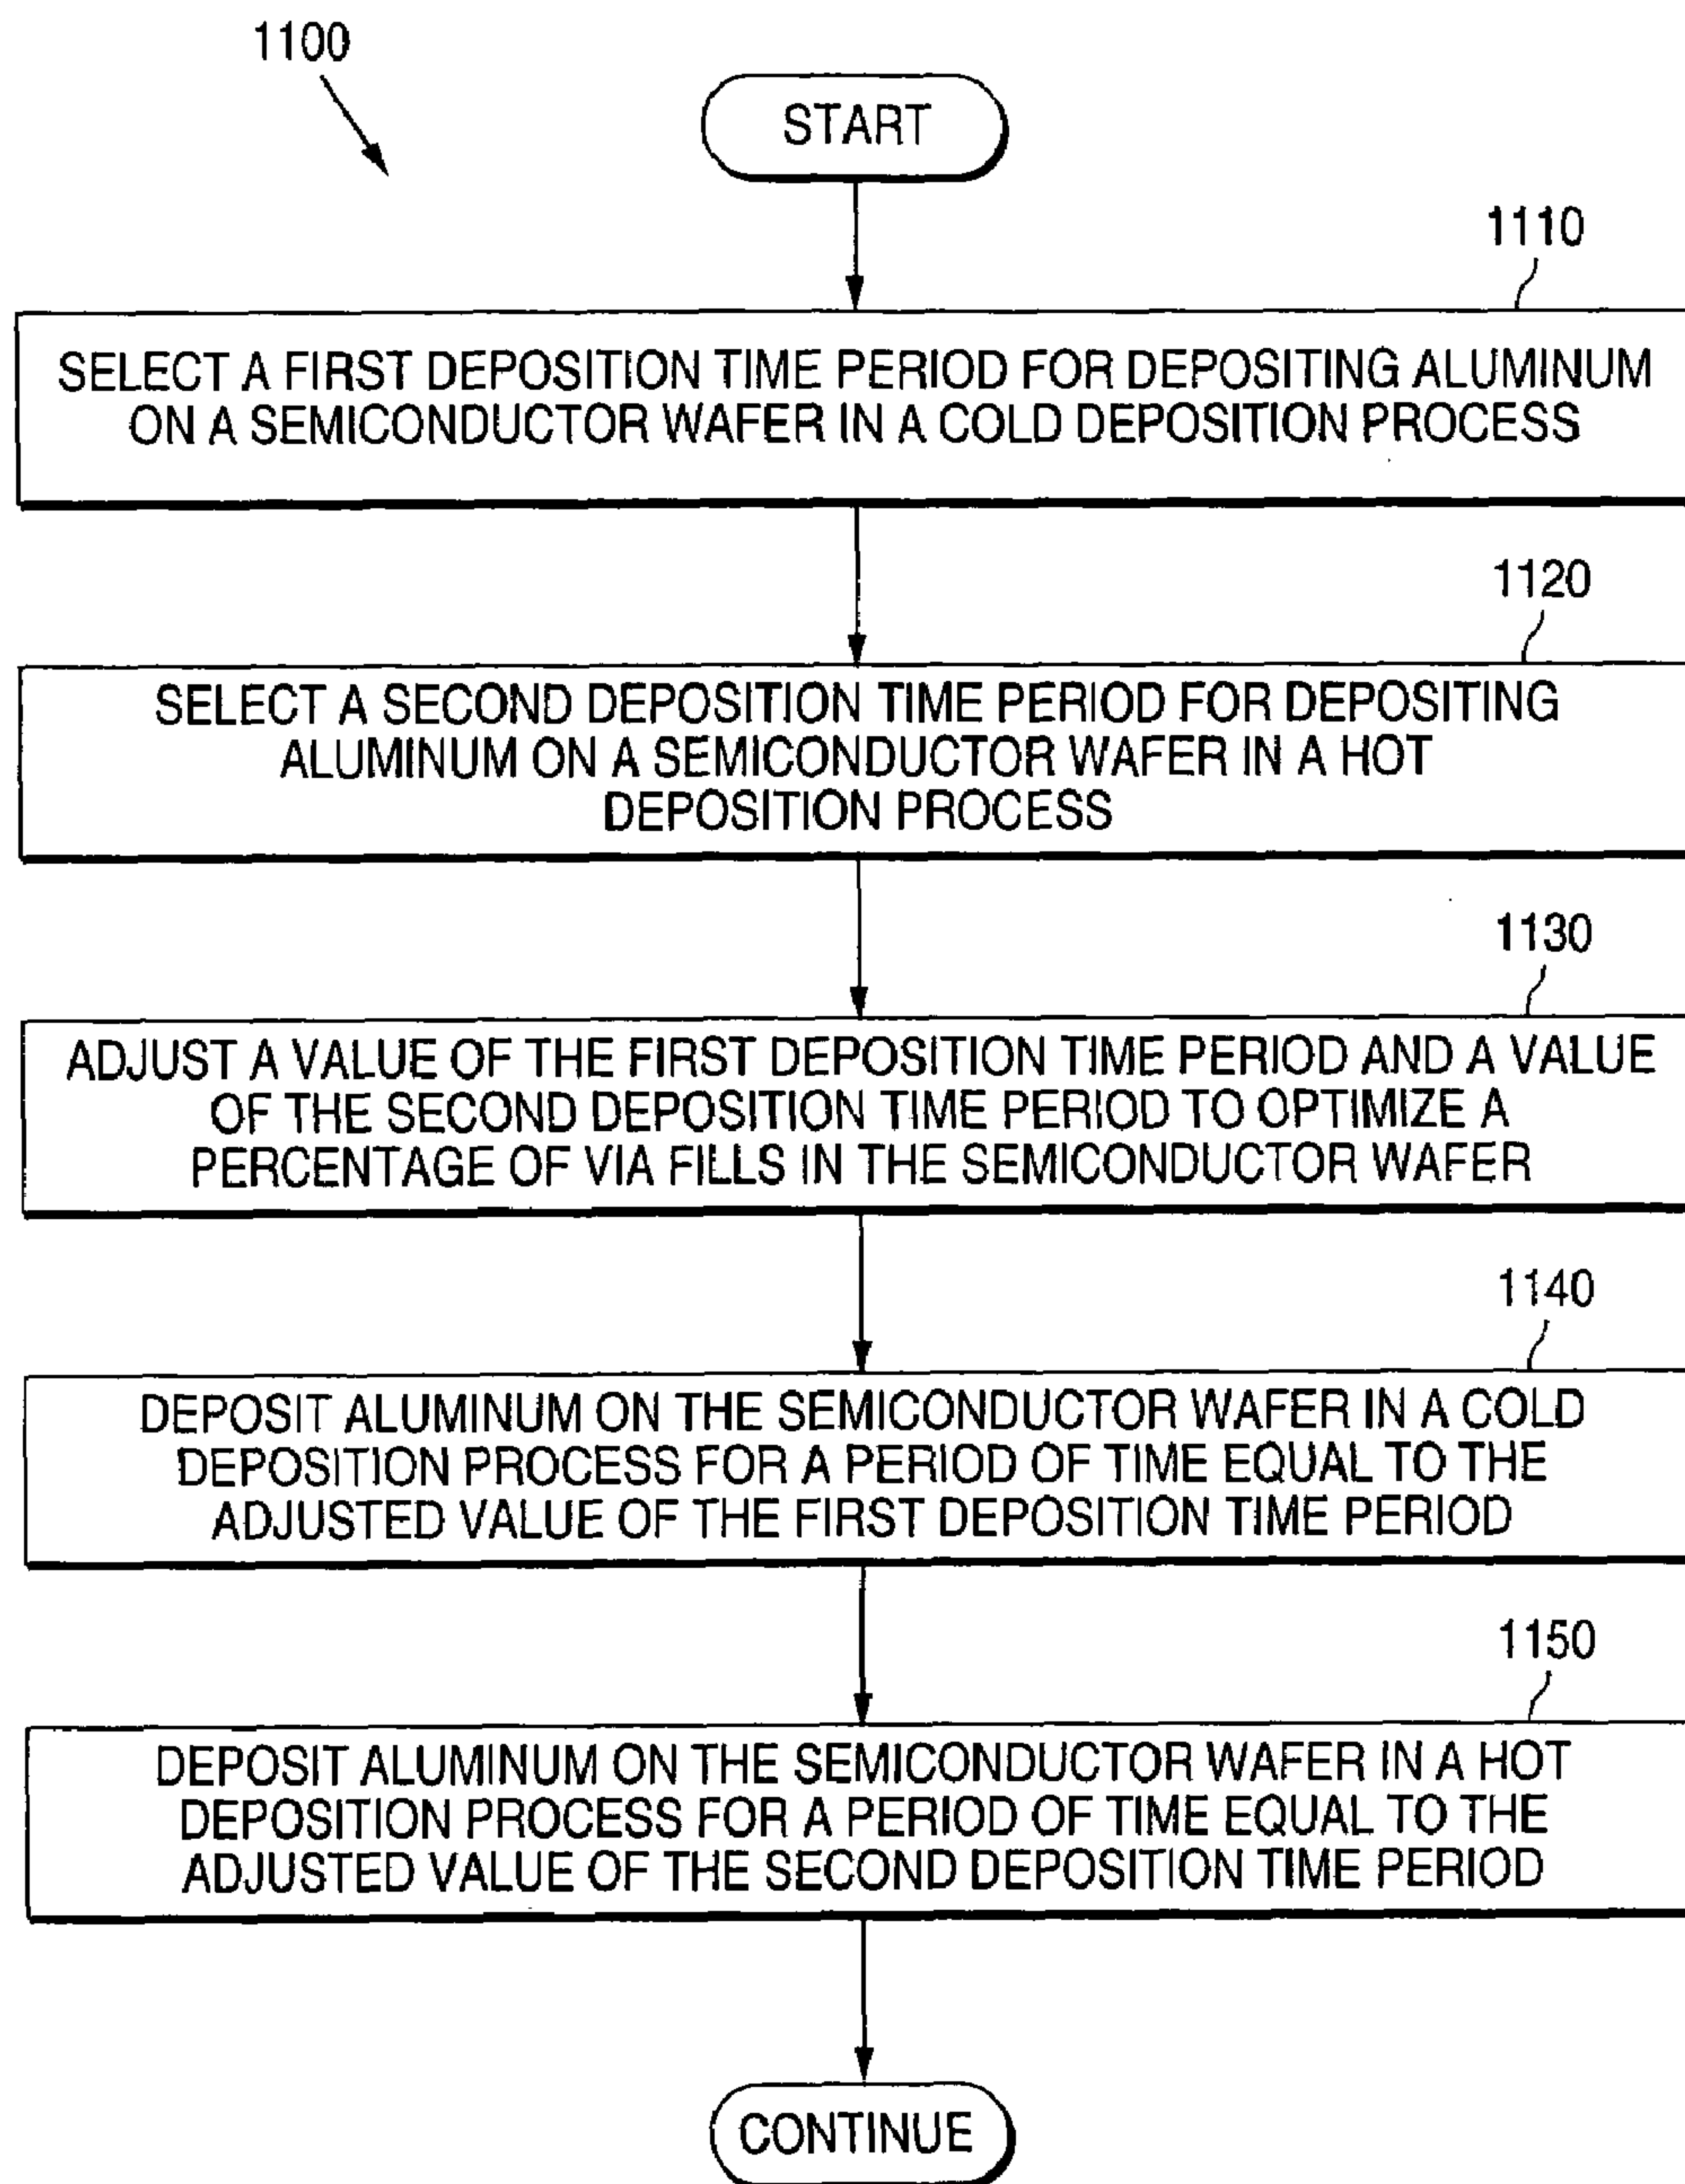 1100
START
1110
SELECT A FIRST DEPOSITION TIME PERIOD FOR DEPOSITING ALUMINUM
ON A SEMICONDUCTOR WAFER IN A COLD DEPOSITION PROCESS
1120
SELECT A SECOND DEPOSITION TIME PERIOD FOR DEPOSITING
ALUMINUM ON A SEMICONDUCTOR WAFER IN A HOT
DEPOSITION PROCESS
1130
ADJUST A VALUE OF THE FIRST DEPOSITION TIME PERIOD AND A VALUE
OF THE SECOND DEPOSITION TIME PERIOD TO OPTIMIZE A
PERCENTAGE OF VIA FILLS IN THE SEMICONDUCTOR WAFER
1140
DEPOSIT ALUMINUM ON THE SEMICONDUCTOR WAFER IN A COLD
DEPOSITION PROCESS FOR A PERIOD OF TIME EQUAL TO THE
ADJUSTED VALUE OF THE FIRST DEPOSITION TIME PERIOD
1150
DEPOSIT ALUMINUM ON THE SEMICONDUCTOR WAFER IN A HOT
DEPOSITION PROCESS FOR A PERIOD OF TIME EQUAL TO THE
ADJUSTED VALUE OF THE SECOND DEPOSITION TIME PERIOD
CONTINUE